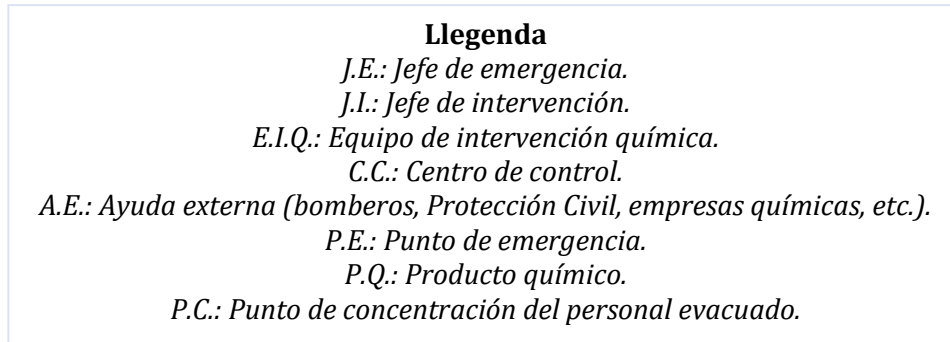 Llegenda
J.E.: Jefe de emergencia.
J.I.: Jefe de intervención.
E.I.Q.: Equipo de intervención química.
C.C.: Centro de control.
A.E.: Ayuda externa (bomberos, Protección Civil, empresas químicas, etc.).
P.E.: Punto de emergencia.
P.Q.: Producto químico.
P.C.: Punto de concentración del personal evacuado.